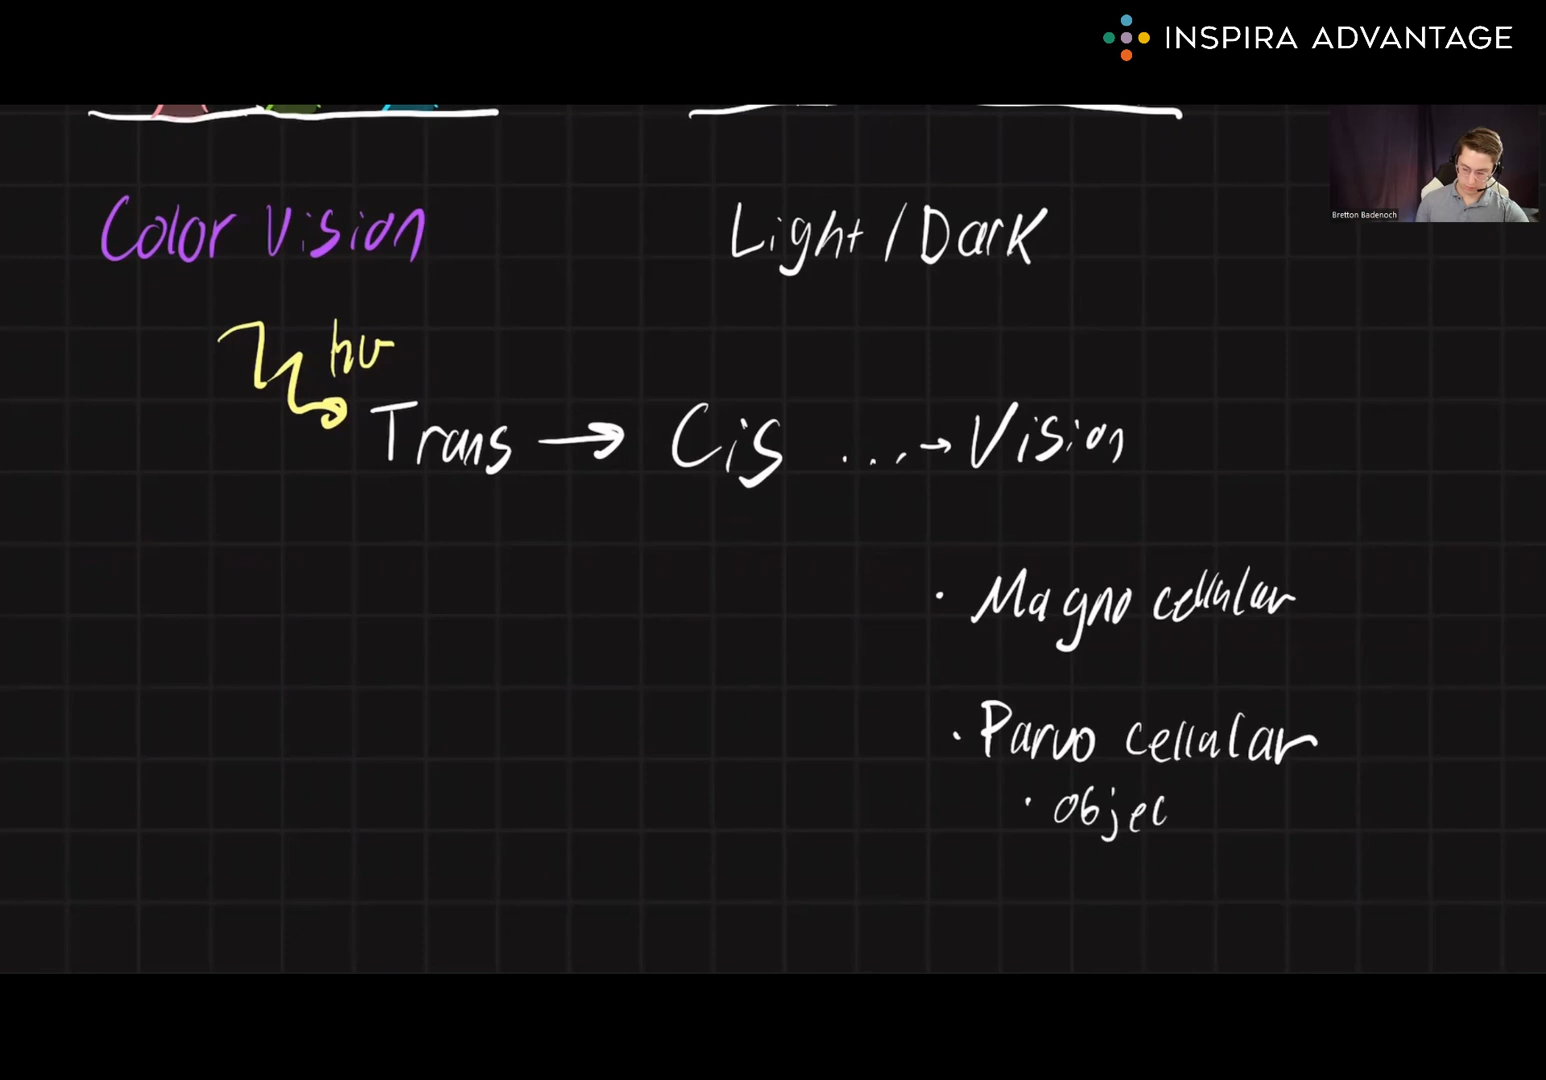 INSPIRA ADVANTAGE
Bretton Badenoch
Color Vision
Light/Dark
hν
Trans → Cis ...→ Vision
· Magno cellular
· Parvo cellular
· objec